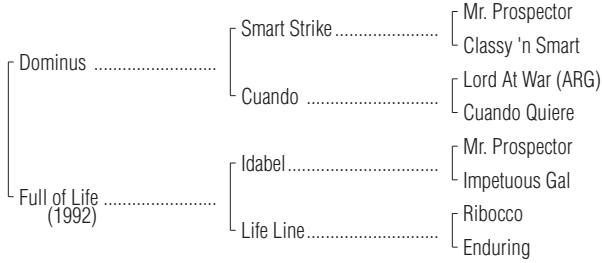 Mr. Prospector
Smart Strike ......................
Classy 'n Smart
Dominus ..........................
Lord At War (ARG)
Cuando ............................
Cuando Quiere
Mr. Prospector
Idabel ................................
Impetuous Gal
Full of Life ........................
(1992)
Ribocco
Life Line ............................
Enduring